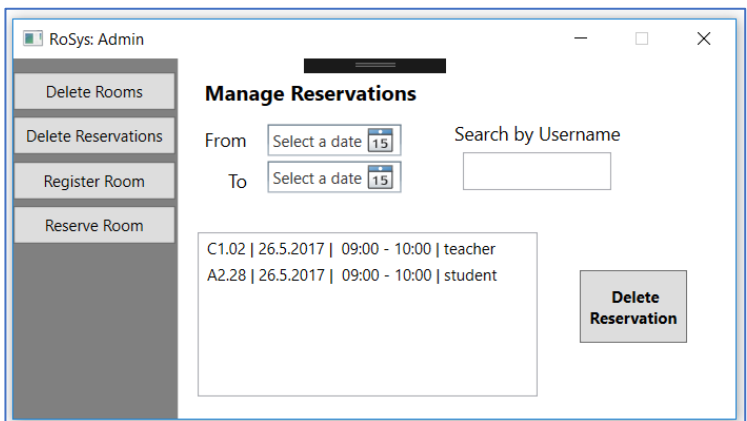 RoSys: Admin
Delete Rooms
Delete Reservations
Register Room
Reserve Room
Manage Reservations
From
Select a date 15
To
Select a date 15
Search by Username
C1.02 | 26.5.2017 |  09:00 - 10:00 | teacher
A2.28 | 26.5.2017 |  09:00 - 10:00 | student
Delete
Reservation